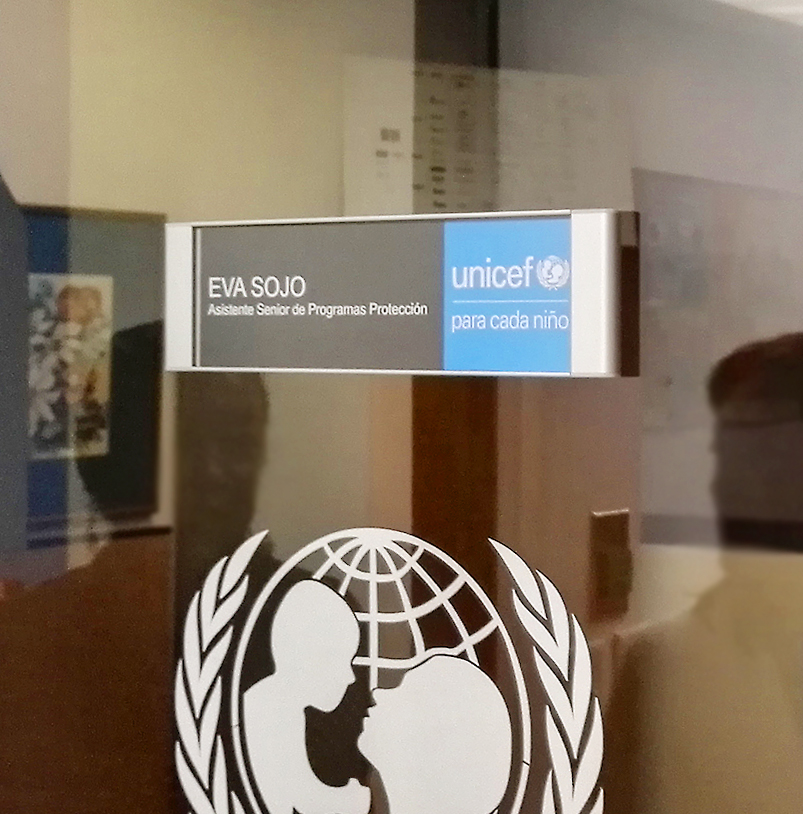 EVA SOJO
Asistente Senior de Programas Protección
unicef
para cada niño